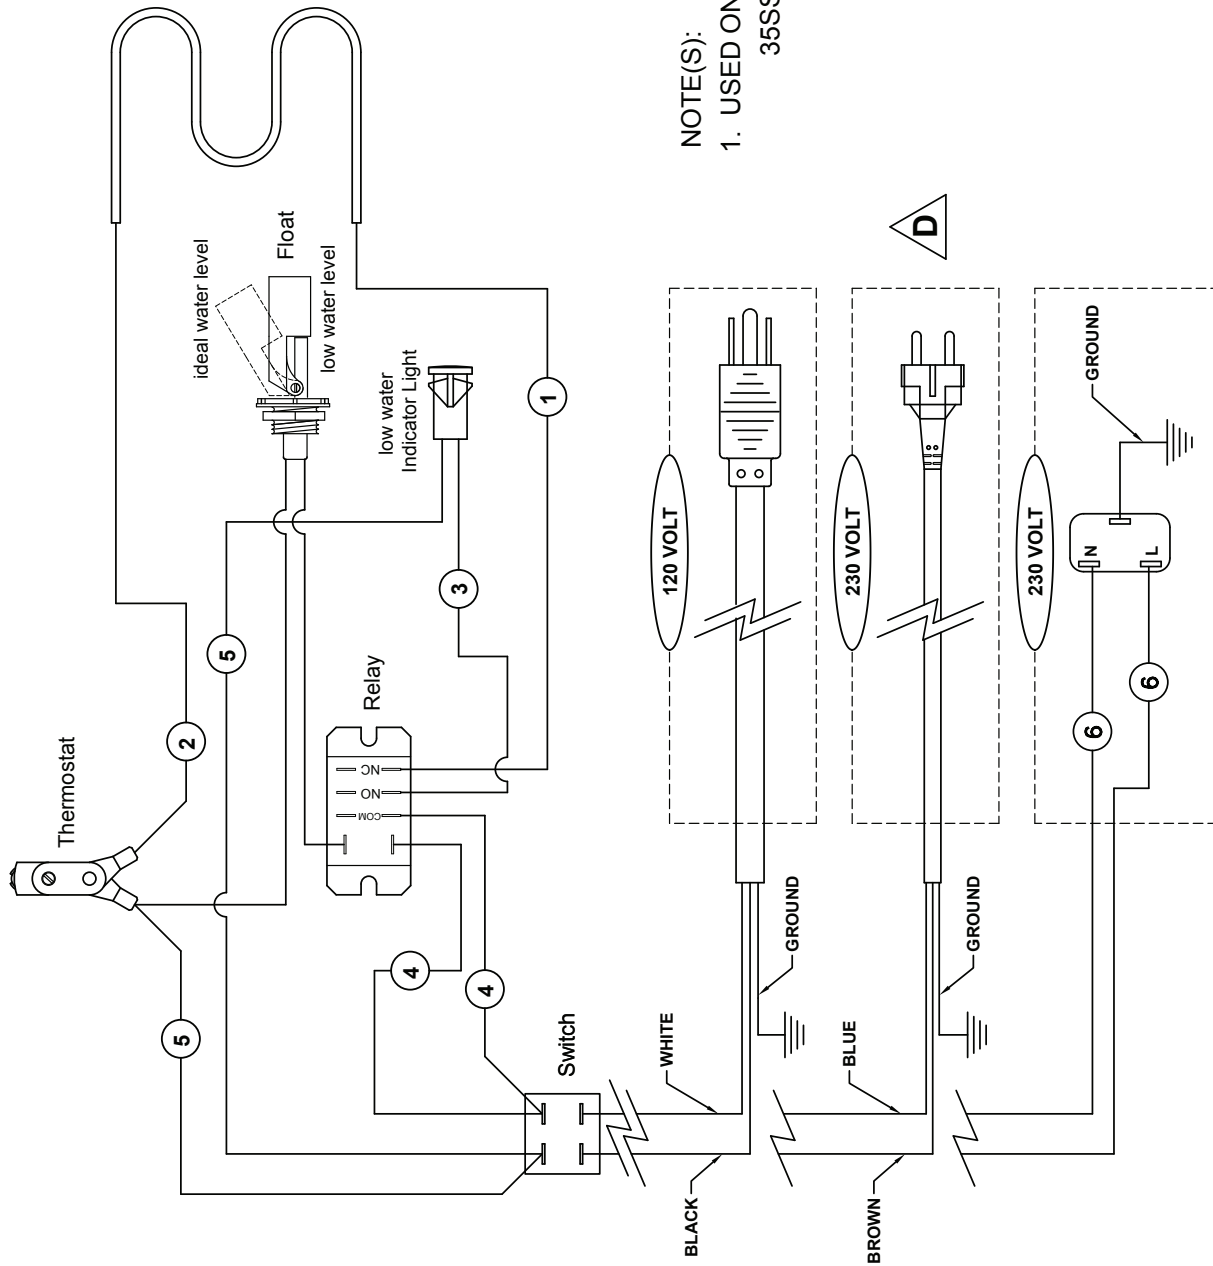 Thermostat
5
2
5
ideal water level
Float
low water level
Relay
COM
NO
NC
low water
Indicator Light
4
4
3
1
Switch
BLACK
WHITE
GROUND
120 VOLT
NOTE(S):
1. USED ON
35SS
BROWN
BLUE
GROUND
230 VOLT
D
230 VOLT
6
6
N
L
GROUND